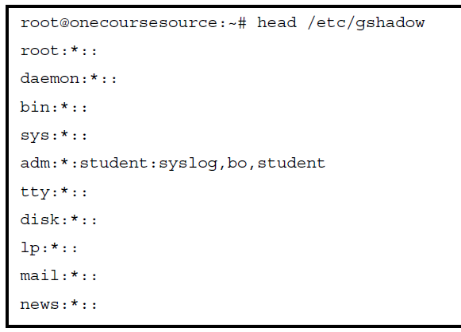 root@onecoursesource:~# head /etc/gshadow
root:*::
daemon:*::
bin:*::
sys:*::
adm:*:student:syslog,bo,student
tty:*::
disk:*::
lp:*::
mail:*::
news:*::